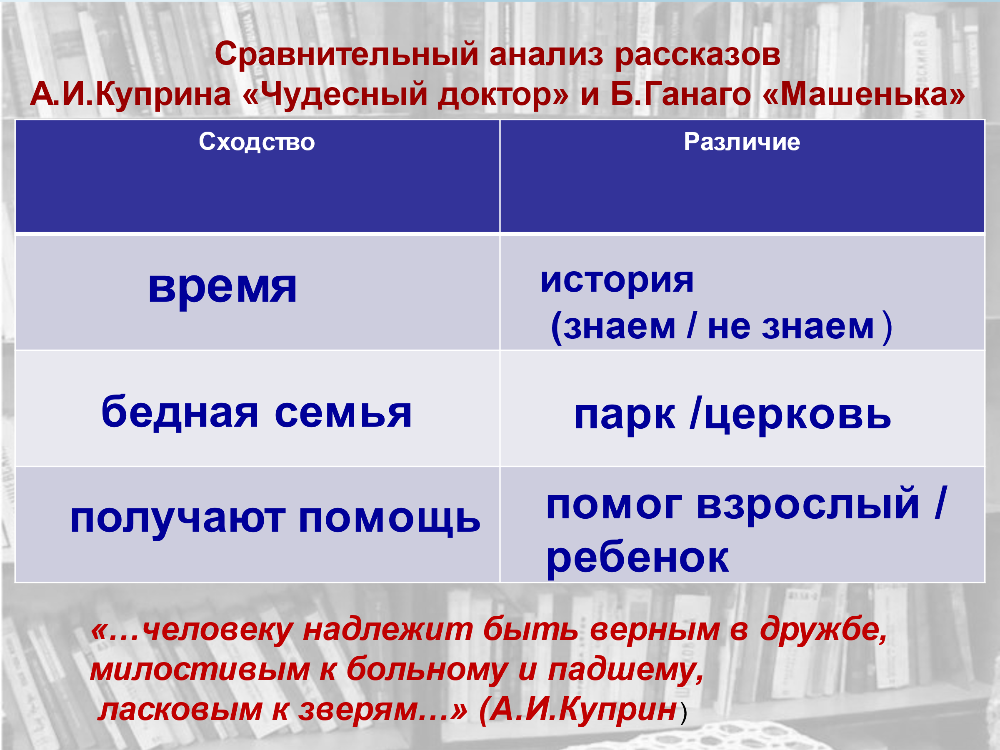 Сравнительный анализ рассказов
А.И.Куприна «Чудесный доктор» и Б.Ганаго «Машенька»
Сходство
Различие
время
история
(знаем / не знаем)
бедная семья
парк /церковь
получают помощь
помог взрослый /
ребенок
«…человеку надлежит быть верным в дружбе,
милостивым к больному и падшему,
ласковым к зверям…» (А.И.Куприн)